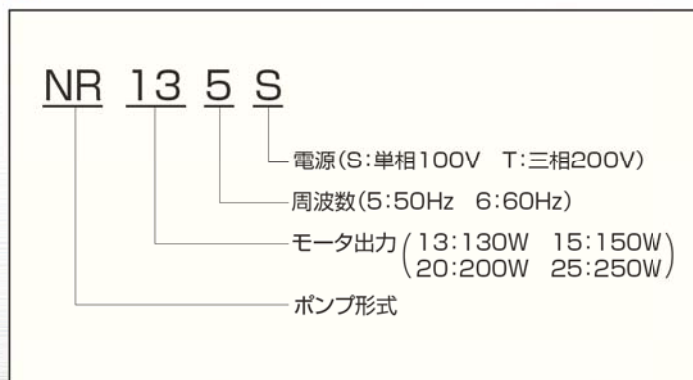 NR 13 5 S
電源(S:単相100V T:三相200V)
周波数(5:50Hz 6:60Hz)
モータ出力(13:130W 15:150W
20:200W 25:250W)
ポンプ形式